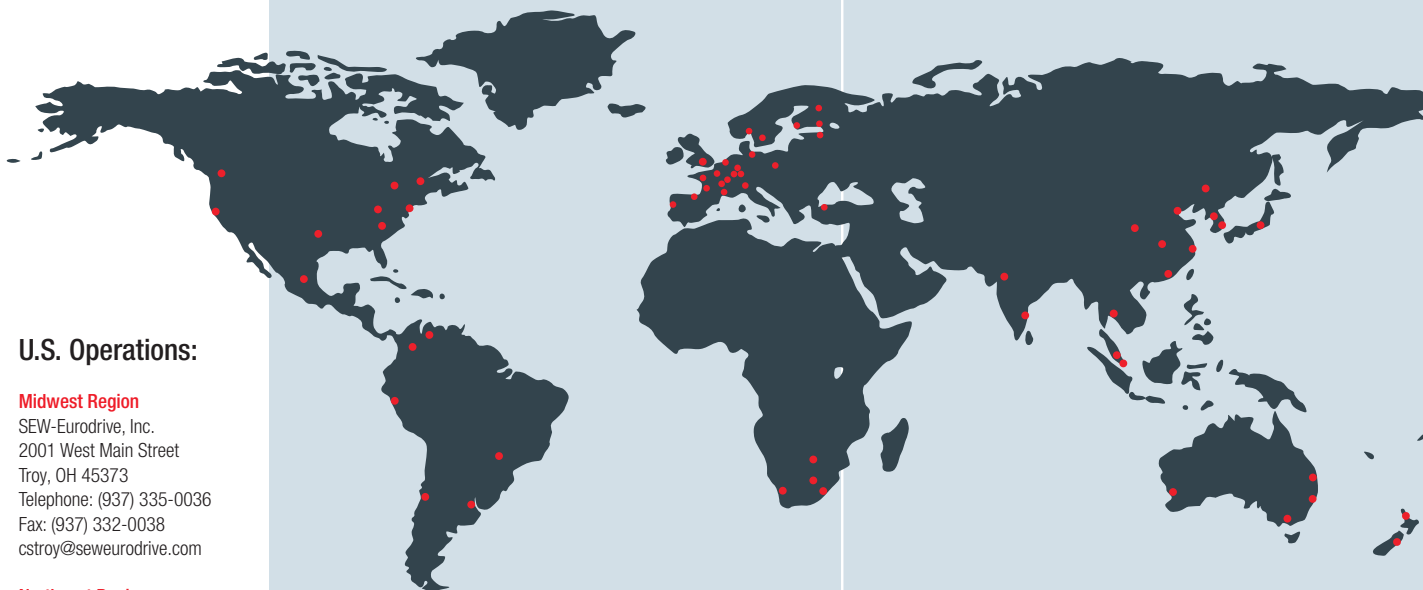 U.S. Operations:
Midwest Region
SEW-Eurodrive, Inc.
2001 West Main Street
Troy, OH 45373
Telephone: (937) 335-0036
Fax: (937) 332-0038
cstroy@seweurodrive.com